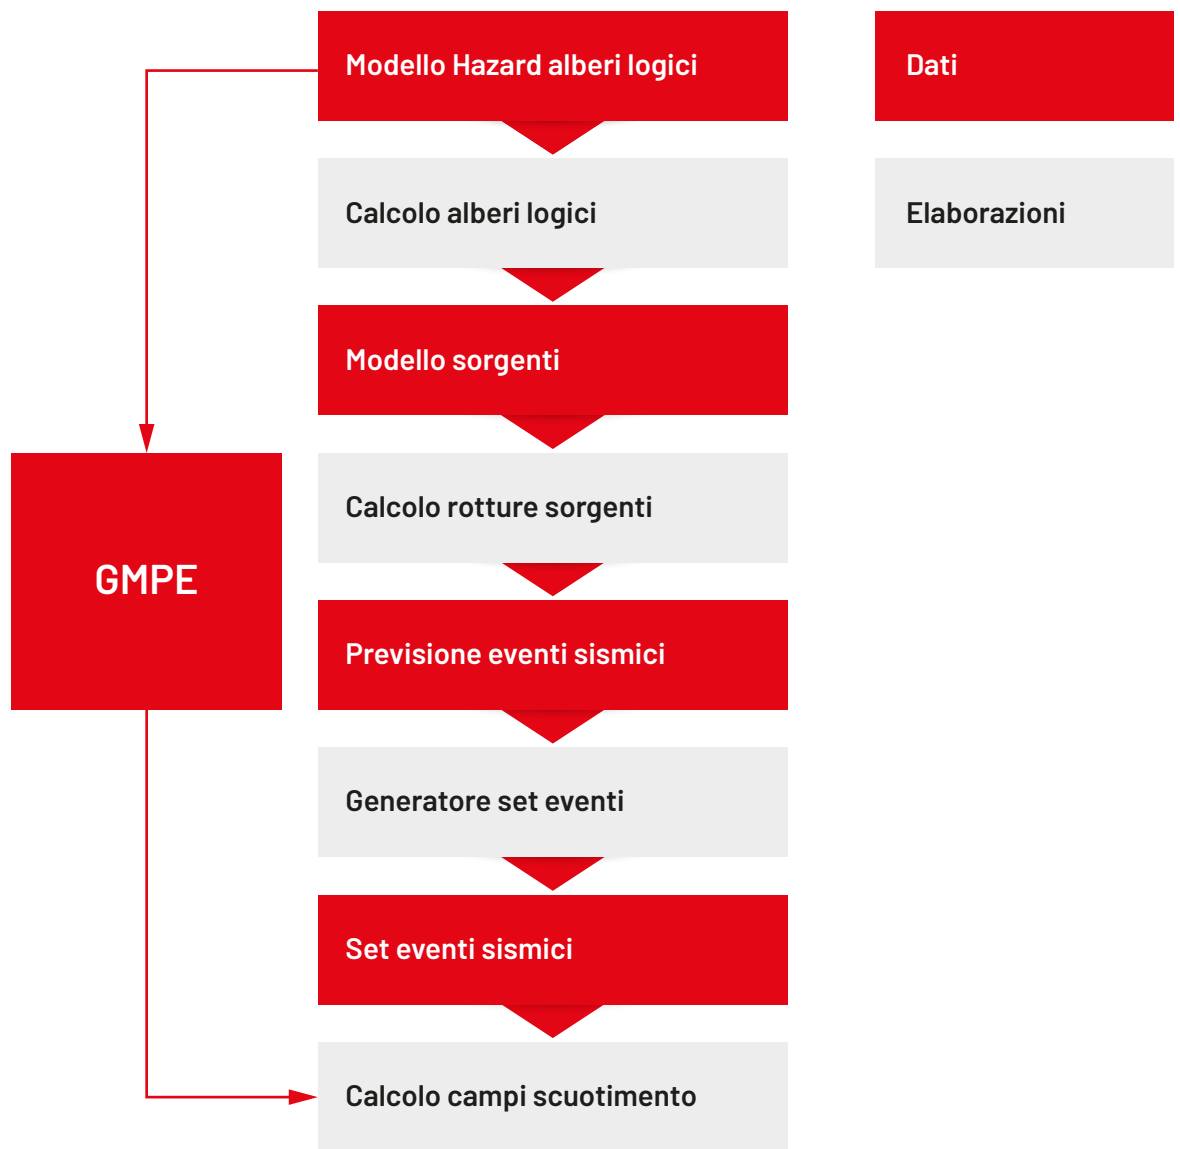 Modello Hazard alberi logici
Dati
Calcolo alberi logici
Elaborazioni
Modello sorgenti
Calcolo rotture sorgenti
GMPE
Previsione eventi sismici
Generatore set eventi
Set eventi sismici
Calcolo campi scuotimento